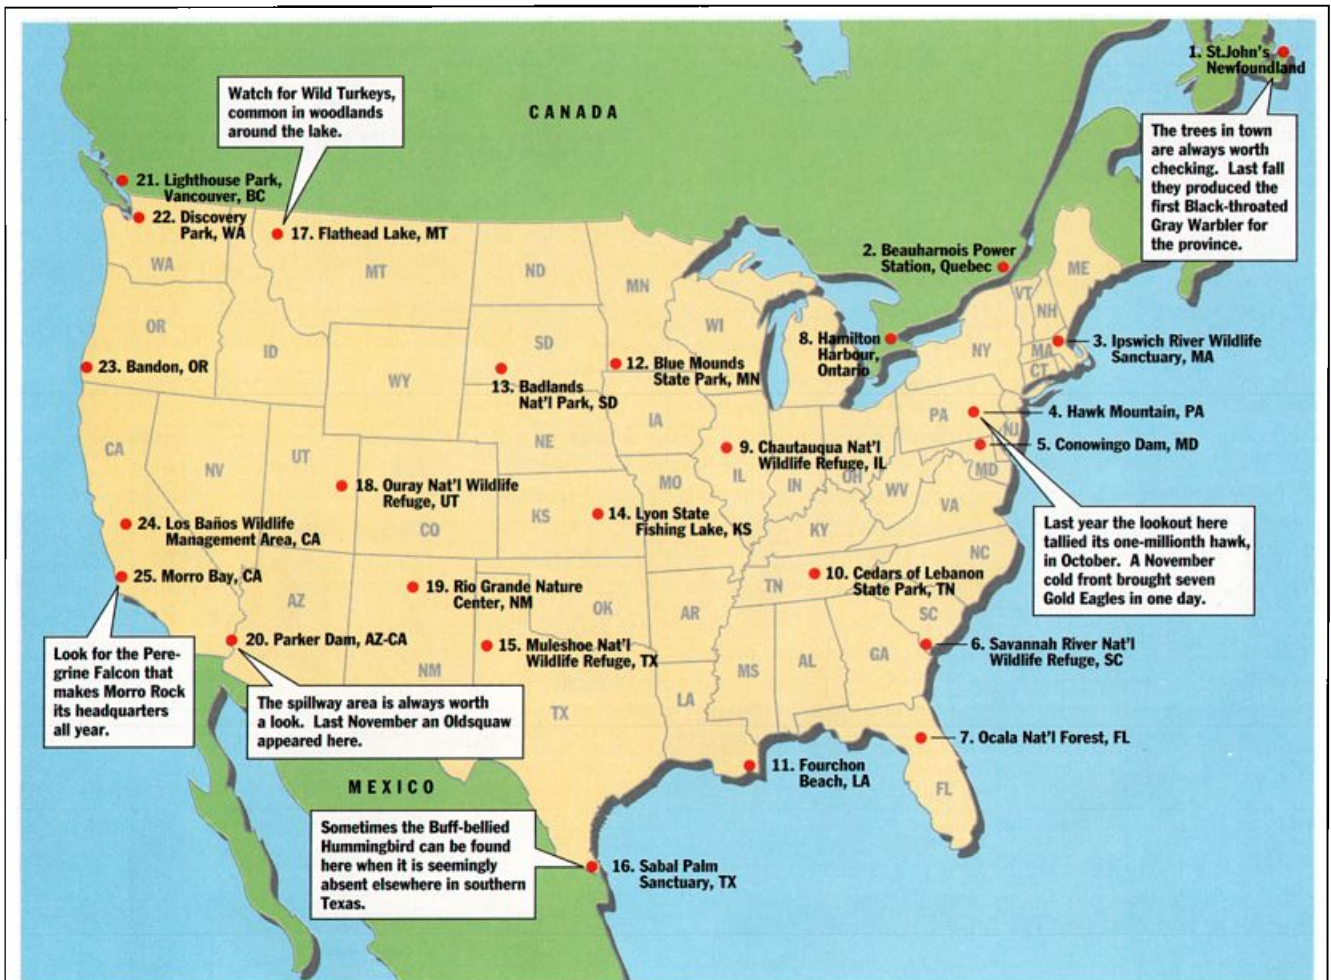 CANADA
1. St.John's
Newfoundland
The trees in town
are always worth
checking. Last fall
they produced the
first Black-throated
Gray Warbler for
the province.
Watch for Wild Turkeys,
common in woodlands
around the lake.
21. Lighthouse Park,
Vancouver, BC
22. Discovery
Park, WA
17. Flathead Lake, MT
2. Beauharnois Power
Station, Quebec
WA
MT
ND
MN
ME
VT
NH
OR
ID
SD
WI
NY
MA
CT
8. Hamilton
Harbour,
Ontario
3. Ipswich River Wildlife
Sanctuary, MA
23. Bandon, OR
WY
13. Badlands
Nat'l Park, SD
12. Blue Mounds
State Park, MN
IA
PA
NJ
4. Hawk Mountain, PA
5. Conowingo Dam, MD
CA
NV
UT
NE
9. Chautauqua Nat'l
Wildlife Refuge, IL
IL
IN
OH
MD
WV
VA
18. Ouray Nat'l Wildlife
Refuge, UT
CO
KS
MO
14. Lyon State
Fishing Lake, KS
KY
NC
24. Los Baños Wildlife
Management Area, CA
25. Morro Bay, CA
Last year the lookout here
tallied its one-millionth hawk,
in October. A November
cold front brought seven
Gold Eagles in one day.
AZ
19. Rio Grande Nature
Center, NM
OK
AR
TN
10. Cedars of Lebanon
State Park, TN
SC
20. Parker Dam, AZ-CA
NM
15. Muleshoe Nat'l
Wildlife Refuge, TX
MS
AL
GA
6. Savannah River Nat'l
Wildlife Refuge, SC
Look for the Pere-
grine Falcon that
makes Morro Rock
its headquarters
all year.
The spillway area is always worth
a look. Last November an Oldsquaw
appeared here.
TX
LA
7. Ocala Nat'l Forest, FL
11. Fourchon
Beach, LA
FL
MEXICO
Sometimes the Buff-bellied
Hummingbird can be found
here when it is seemingly
absent elsewhere in southern
Texas.
16. Sabal Palm
Sanctuary, TX